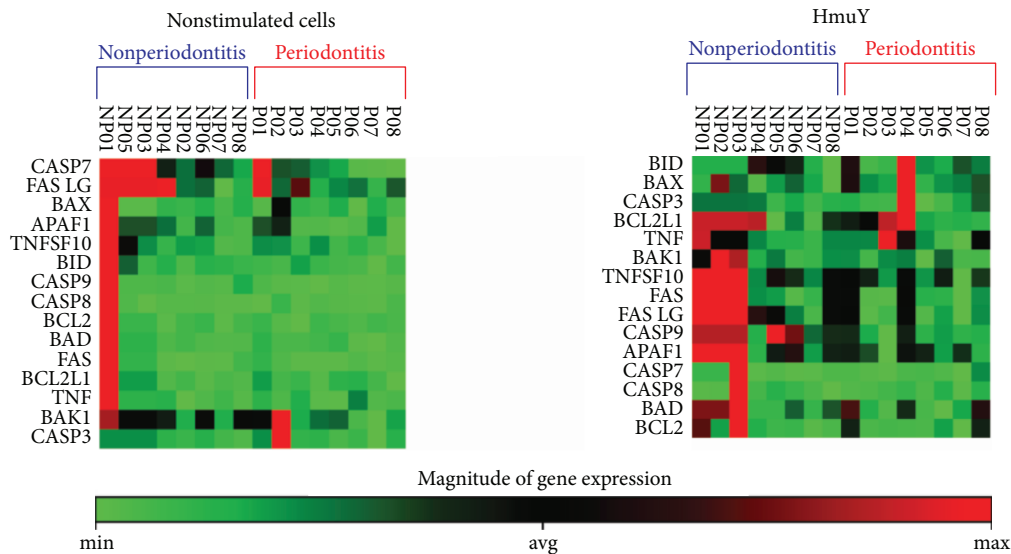 Nonstimulated cells
Nonperiodontitis Periodontitis
NP01 NP05 NP03 NP04 NP02 NP06 NP07 NP08 P01 P02 P03 P04 P05 P06 P07 P08
CASP7
FAS LG
BAX
APAF1
TNFSF10
BID
CASP9
CASP8
BCL2
BAD
FAS
BCL2L1
TNF
BAK1
CASP3
HmuY
Nonperiodontitis Periodontitis
NP01 NP02 NP03 NP04 NP05 NP06 NP07 NP08 P01 P02 P03 P04 P05 P06 P07 P08
BID
BAX
CASP3
BCL2L1
TNF
BAK1
TNFSF10
FAS
FAS LG
CASP9
APAF1
CASP7
CASP8
BAD
BCL2
Magnitude of gene expression
min avg max